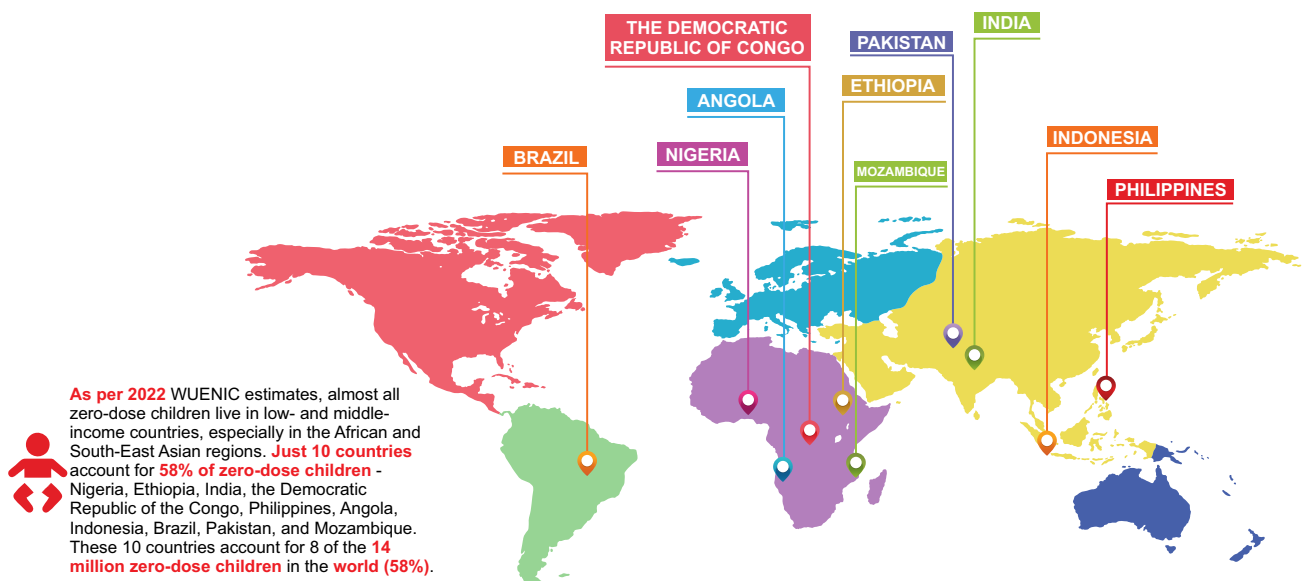 THE DEMOCRATIC
REPUBLIC OF CONGO
INDIA
PAKISTAN
ETHIOPIA
ANGOLA
INDONESIA
BRAZIL
NIGERIA
MOZAMBIQUE
PHILIPPINES
As per 2022 WUENIC estimates, almost all
zero-dose children live in low- and middle-
income countries, especially in the African and
South-East Asian regions. Just 10 countries
account for 58% of zero-dose children -
Nigeria, Ethiopia, India, the Democratic
Republic of the Congo, Philippines, Angola,
Indonesia, Brazil, Pakistan, and Mozambique.
These 10 countries account for 8 of the 14
million zero-dose children in the world (58%).